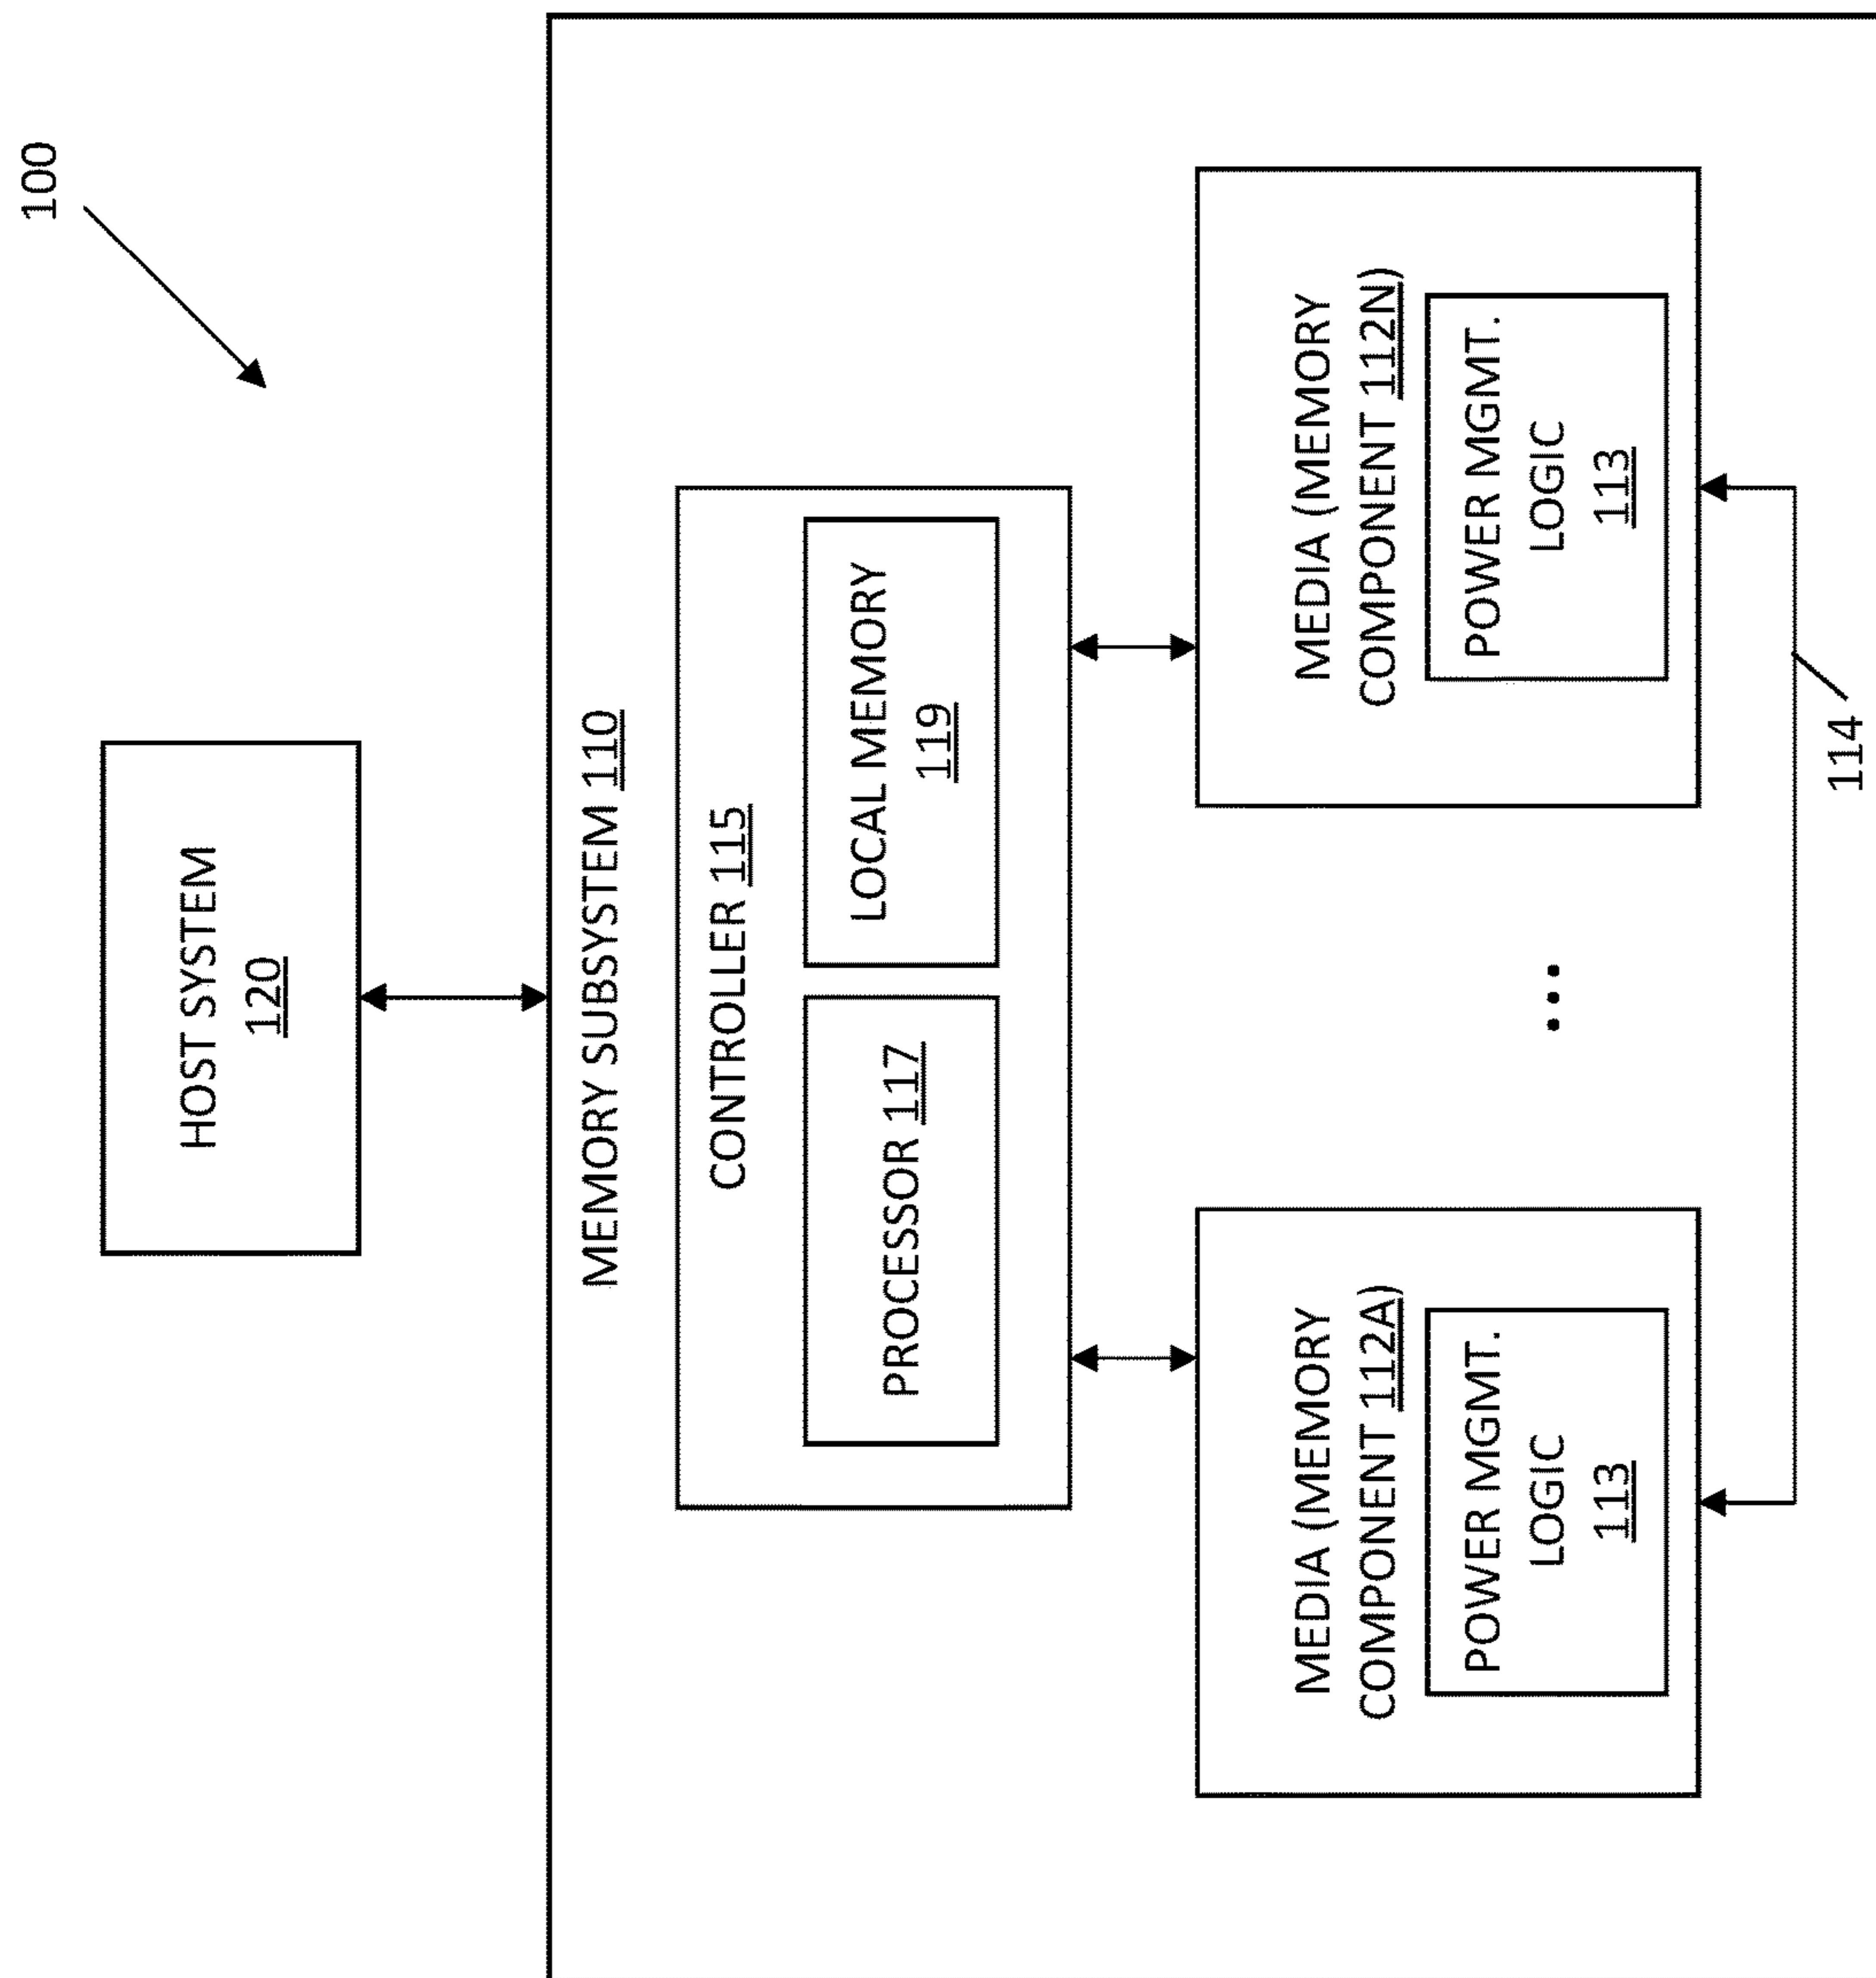 100
HOST SYSTEM
120
MEMORY SUBSYSTEM 110
CONTROLLER 115
PROCESSOR 117
LOCAL MEMORY
119
MEDIA (MEMORY
COMPONENT 112A)
POWER MGMT.
LOGIC
113
...
MEDIA (MEMORY
COMPONENT 112N)
POWER MGMT.
LOGIC
113
114